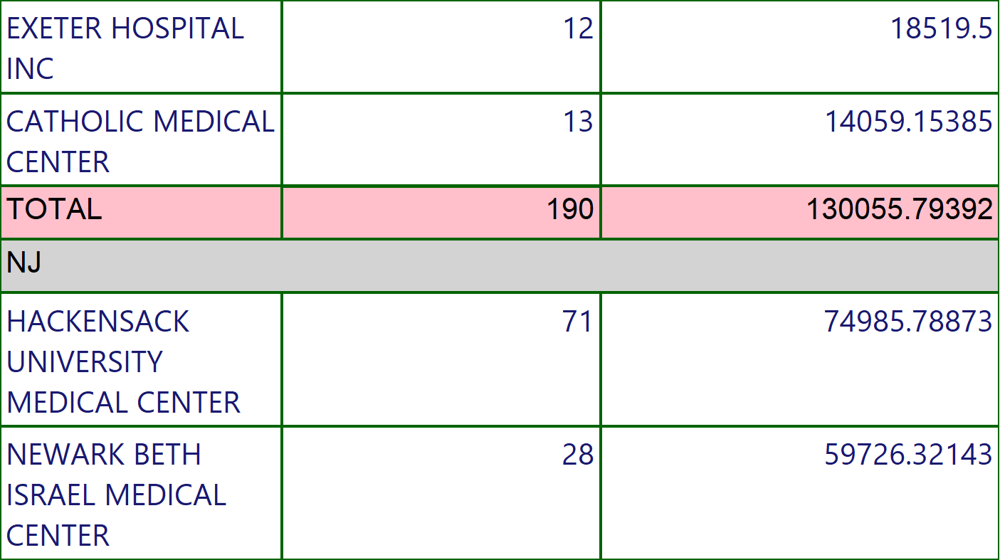 EXETER HOSPITAL 12 18519.5
INC
CATHOLIC MEDICAL 13 14059.15385
CENTER
TOTAL 190 130055.79392
NJ
HACKENSACK 71 74985.78873
UNIVERSITY
MEDICAL CENTER
NEWARK BETH 28 59726.32143
ISRAEL MEDICAL
CENTER